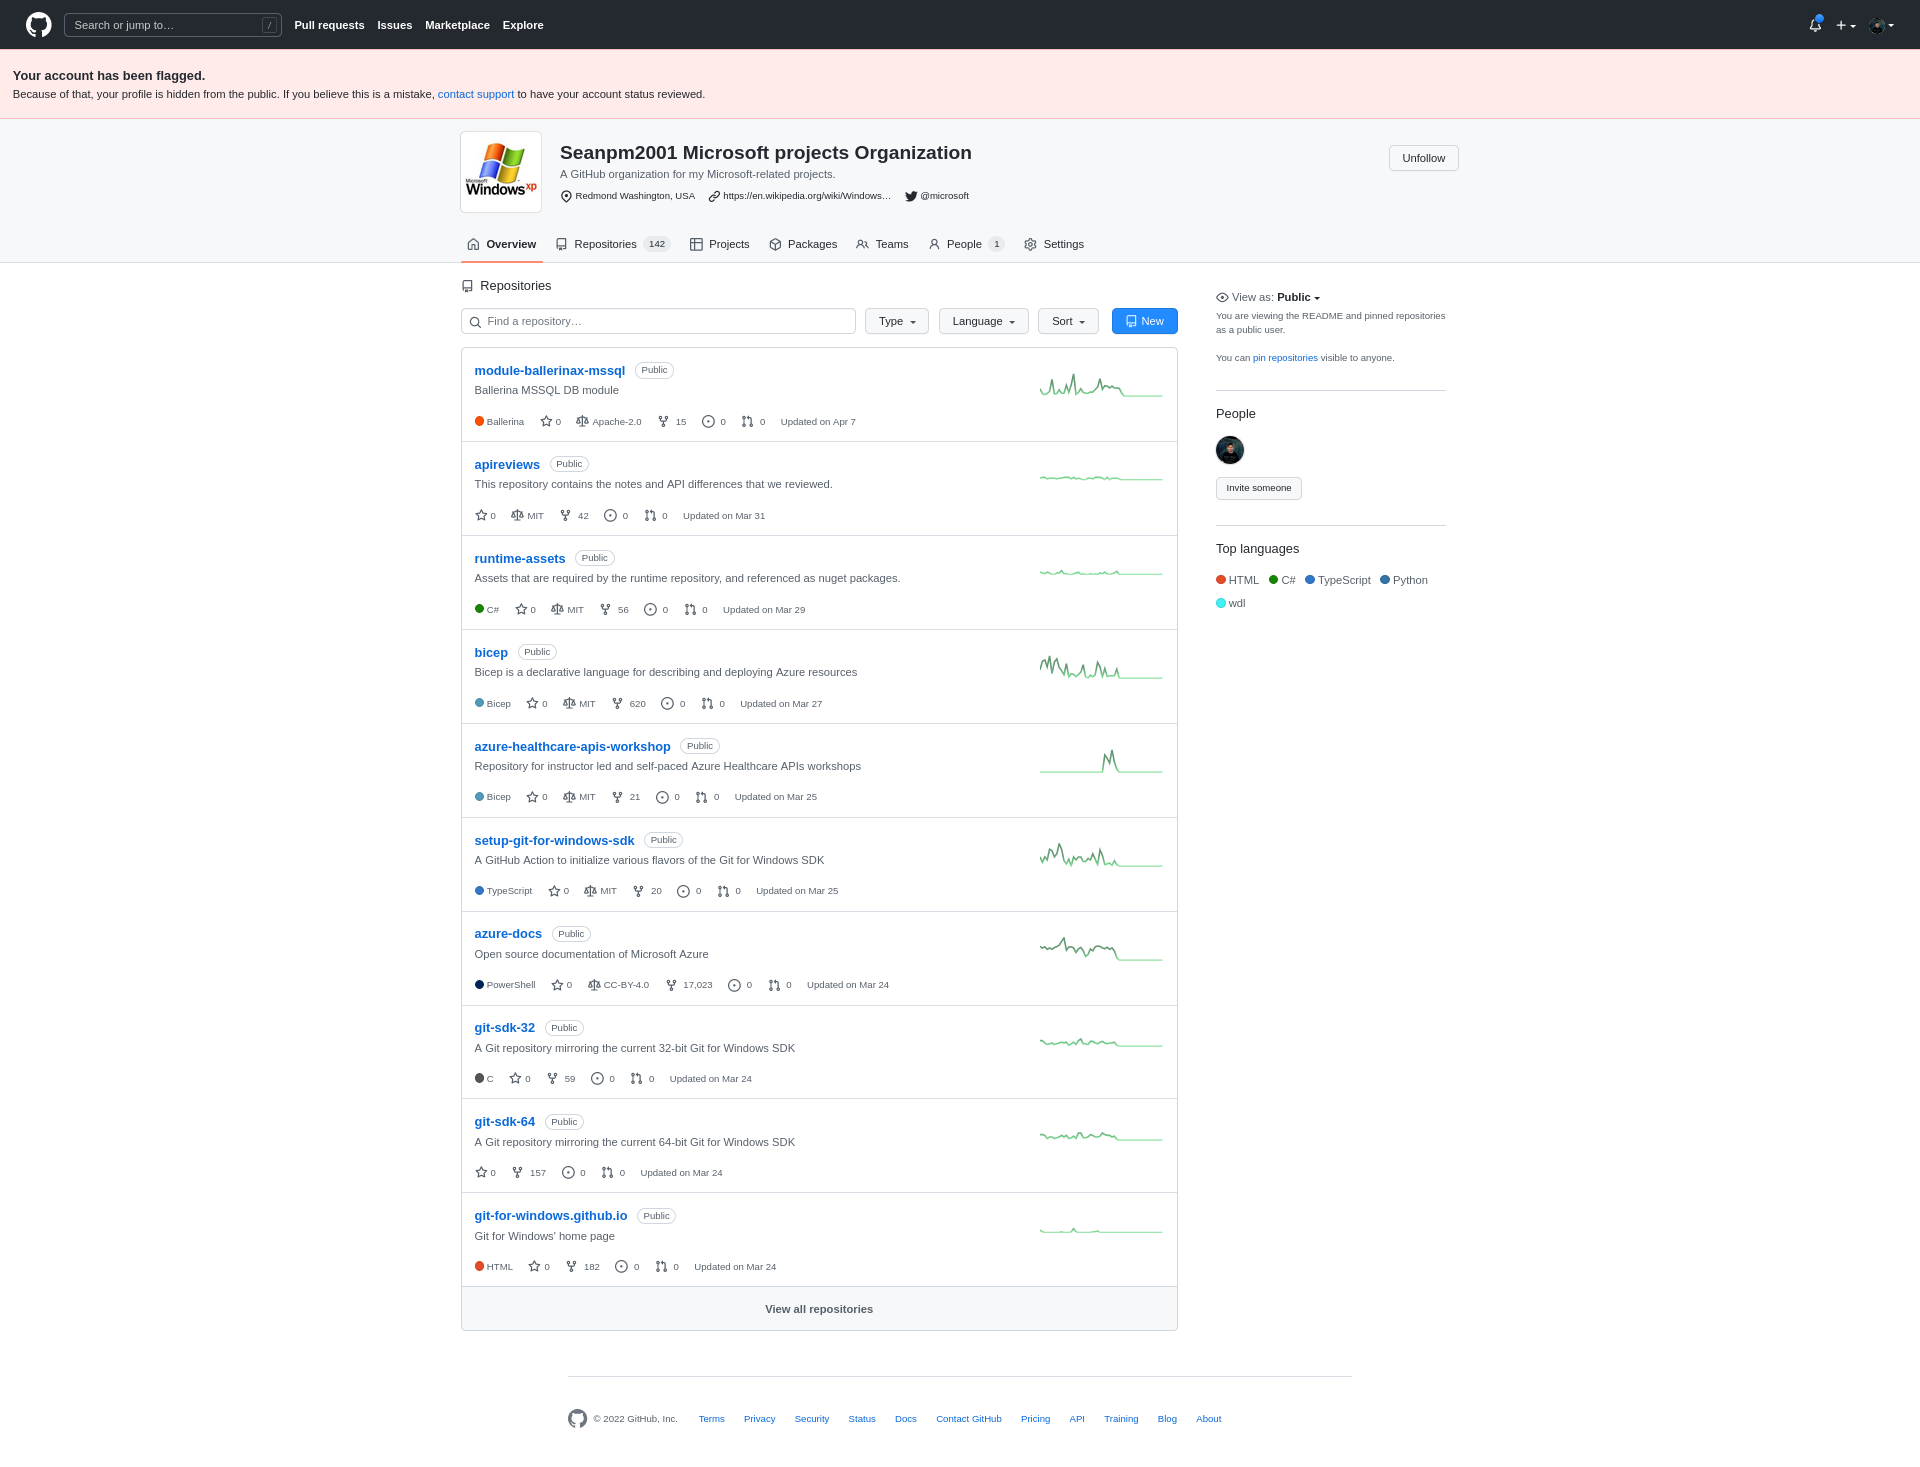 Search or jump to… /
Pull requests Issues Marketplace Explore
Your account has been flagged.
Because of that, your profile is hidden from the public. If you believe this is a mistake, contact support to have your account status reviewed.
Microsoft
Windows xp
Seanpm2001 Microsoft projects Organization
A GitHub organization for my Microsoft-related projects.
Redmond Washington, USA https://en.wikipedia.org/wiki/Windows… @microsoft
Unfollow
Overview Repositories 142 Projects Packages Teams People 1 Settings
Repositories
Find a repository… Type Language Sort New
module-ballerinax-mssql Public
Ballerina MSSQL DB module
Ballerina 0 Apache-2.0 15 0 0 Updated on Apr 7
apireviews Public
This repository contains the notes and API differences that we reviewed.
0 MIT 42 0 0 Updated on Mar 31
runtime-assets Public
Assets that are required by the runtime repository, and referenced as nuget packages.
C# 0 MIT 56 0 0 Updated on Mar 29
bicep Public
Bicep is a declarative language for describing and deploying Azure resources
Bicep 0 MIT 620 0 0 Updated on Mar 27
azure-healthcare-apis-workshop Public
Repository for instructor led and self-paced Azure Healthcare APIs workshops
Bicep 0 MIT 21 0 0 Updated on Mar 25
setup-git-for-windows-sdk Public
A GitHub Action to initialize various flavors of the Git for Windows SDK
TypeScript 0 MIT 20 0 0 Updated on Mar 25
azure-docs Public
Open source documentation of Microsoft Azure
PowerShell 0 CC-BY-4.0 17,023 0 0 Updated on Mar 24
git-sdk-32 Public
A Git repository mirroring the current 32-bit Git for Windows SDK
C 0 59 0 0 Updated on Mar 24
git-sdk-64 Public
A Git repository mirroring the current 64-bit Git for Windows SDK
0 157 0 0 Updated on Mar 24
git-for-windows.github.io Public
Git for Windows' home page
HTML 0 182 0 0 Updated on Mar 24
View all repositories
View as: Public
You are viewing the README and pinned repositories
as a public user.
You can pin repositories visible to anyone.
People
Invite someone
Top languages
HTML C# TypeScript Python
wdl
© 2022 GitHub, Inc. Terms Privacy Security Status Docs Contact GitHub Pricing API Training Blog About